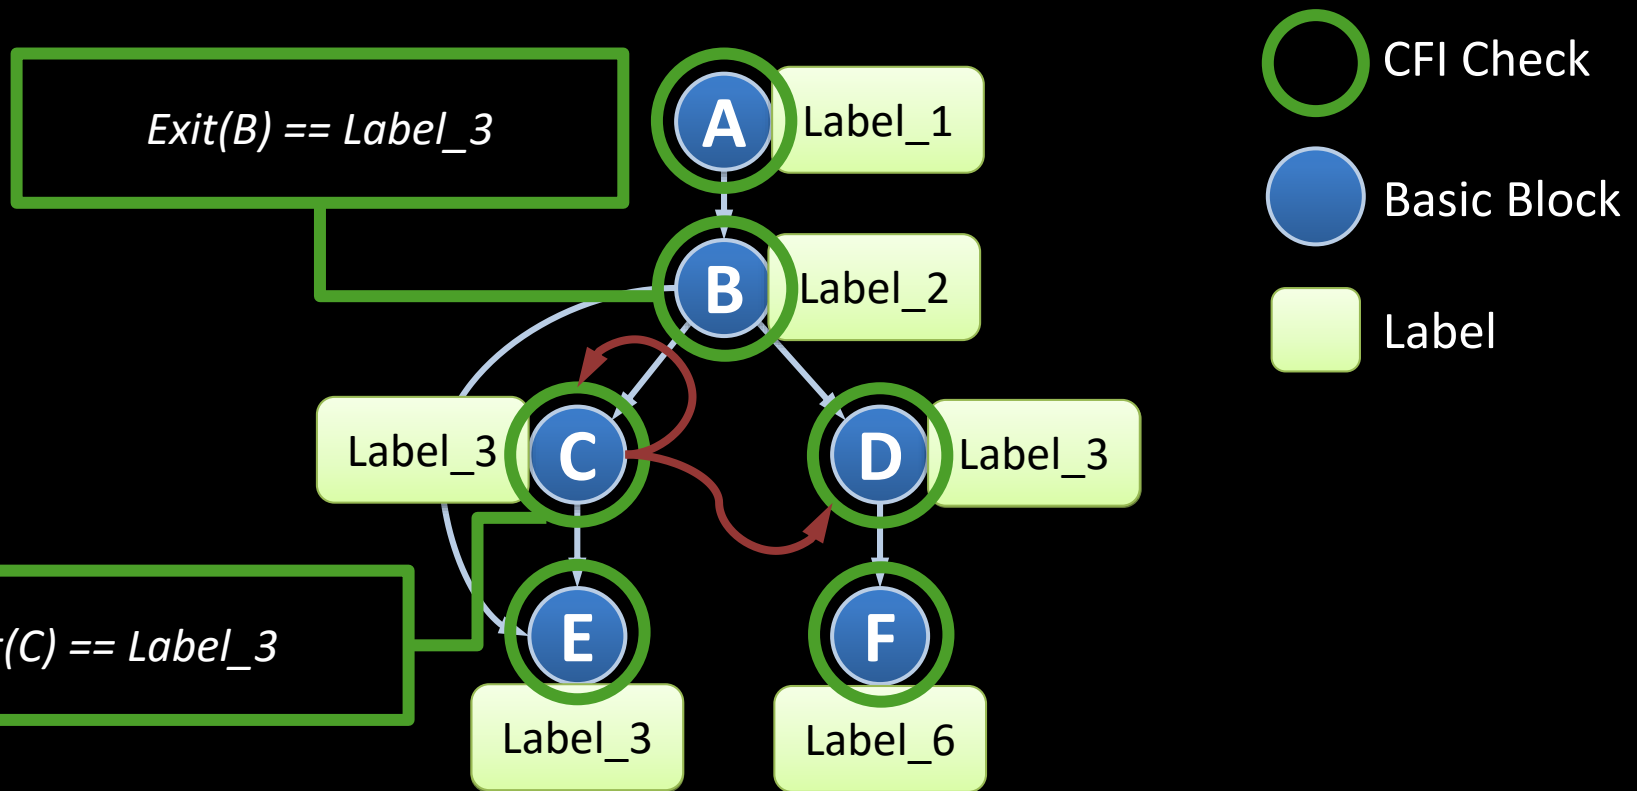 Exit(B) == Label_3
A
Label_1
CFI Check
B
Label_2
Basic Block
Label
Label_3
C
D
Label_3
(C) == Label_3
E
F
Label_3
Label_6